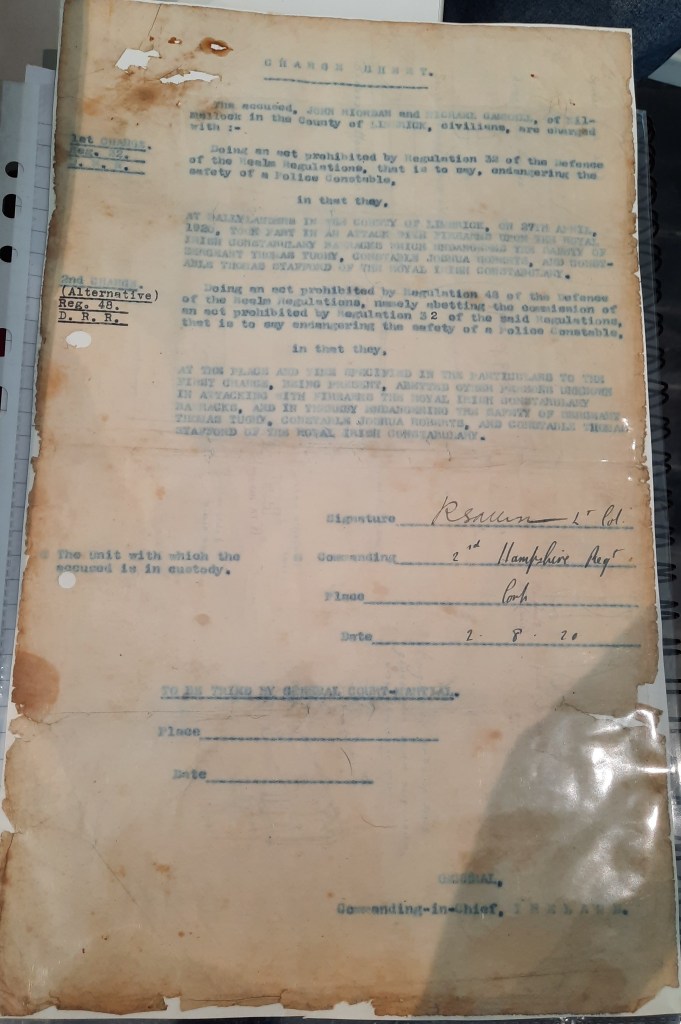 CHARGE SHEET.
The accused, JOHN RIORDAN and MICHAEL of Kil-
mallock in the County of LIMERICK, civilians, are charged
with :-
1st CHARGE.
Reg. 32.
D. R. R.
Doing an act prohibited by Regulation 32 of the Defence
of the Realm Regulations, that is to say, endangering the
safety of a Police Constable,
in that they,
AT BALLYLANDERS IN THE COUNTY OF LIMERICK, ON 27TH APRIL,
1920, TOOK PART IN AN ATTACK WITH FIREARMS UPON THE ROYAL
IRISH CONSTABULARY BARRACKS WHICH ENDANGERED THE SAFETY OF
SERGEANT THOMAS TUOHY, CONSTABLE JOSHUA ROBERTS, AND CONST-
ABLE THOMAS STAFFORD OF THE ROYAL IRISH CONSTABULARY.
2nd CHARGE.
(Alternative)
Reg. 48.
D. R. R.
Doing an act prohibited by Regulation 48 of the Defence
of the Realm Regulations, namely abetting the commission of
an act prohibited by Regulation 32 of the said Regulations,
that is to say endangering the safety of a Police Constable,
in that they,
AT THE PLACE AND TIME SPECIFIED IN THE PARTICULARS TO THE
FIRST CHARGE, BEING PRESENT, ABETTED OTHER PERSONS UNKNOWN
IN ATTACKING WITH FIREARMS THE ROYAL IRISH CONSTABULARY
BARRACKS, AND IN THEREBY ENDANGERING THE SAFETY OF SERGEANT
THOMAS TUOHY, CONSTABLE JOSHUA ROBERTS, AND CONSTABLE THOMAS
STAFFORD OF THE ROYAL IRISH CONSTABULARY.
Signature Lt Col.
The unit with which the Commanding 2nd Hampshire Regt
accused is in custody.
Place Cork
Date 2. 8. 20
TO BE TRIED BY GENERAL COURT-MARTIAL.
Place
Date
GENERAL,
Commanding-in-Chief, IRELAND.